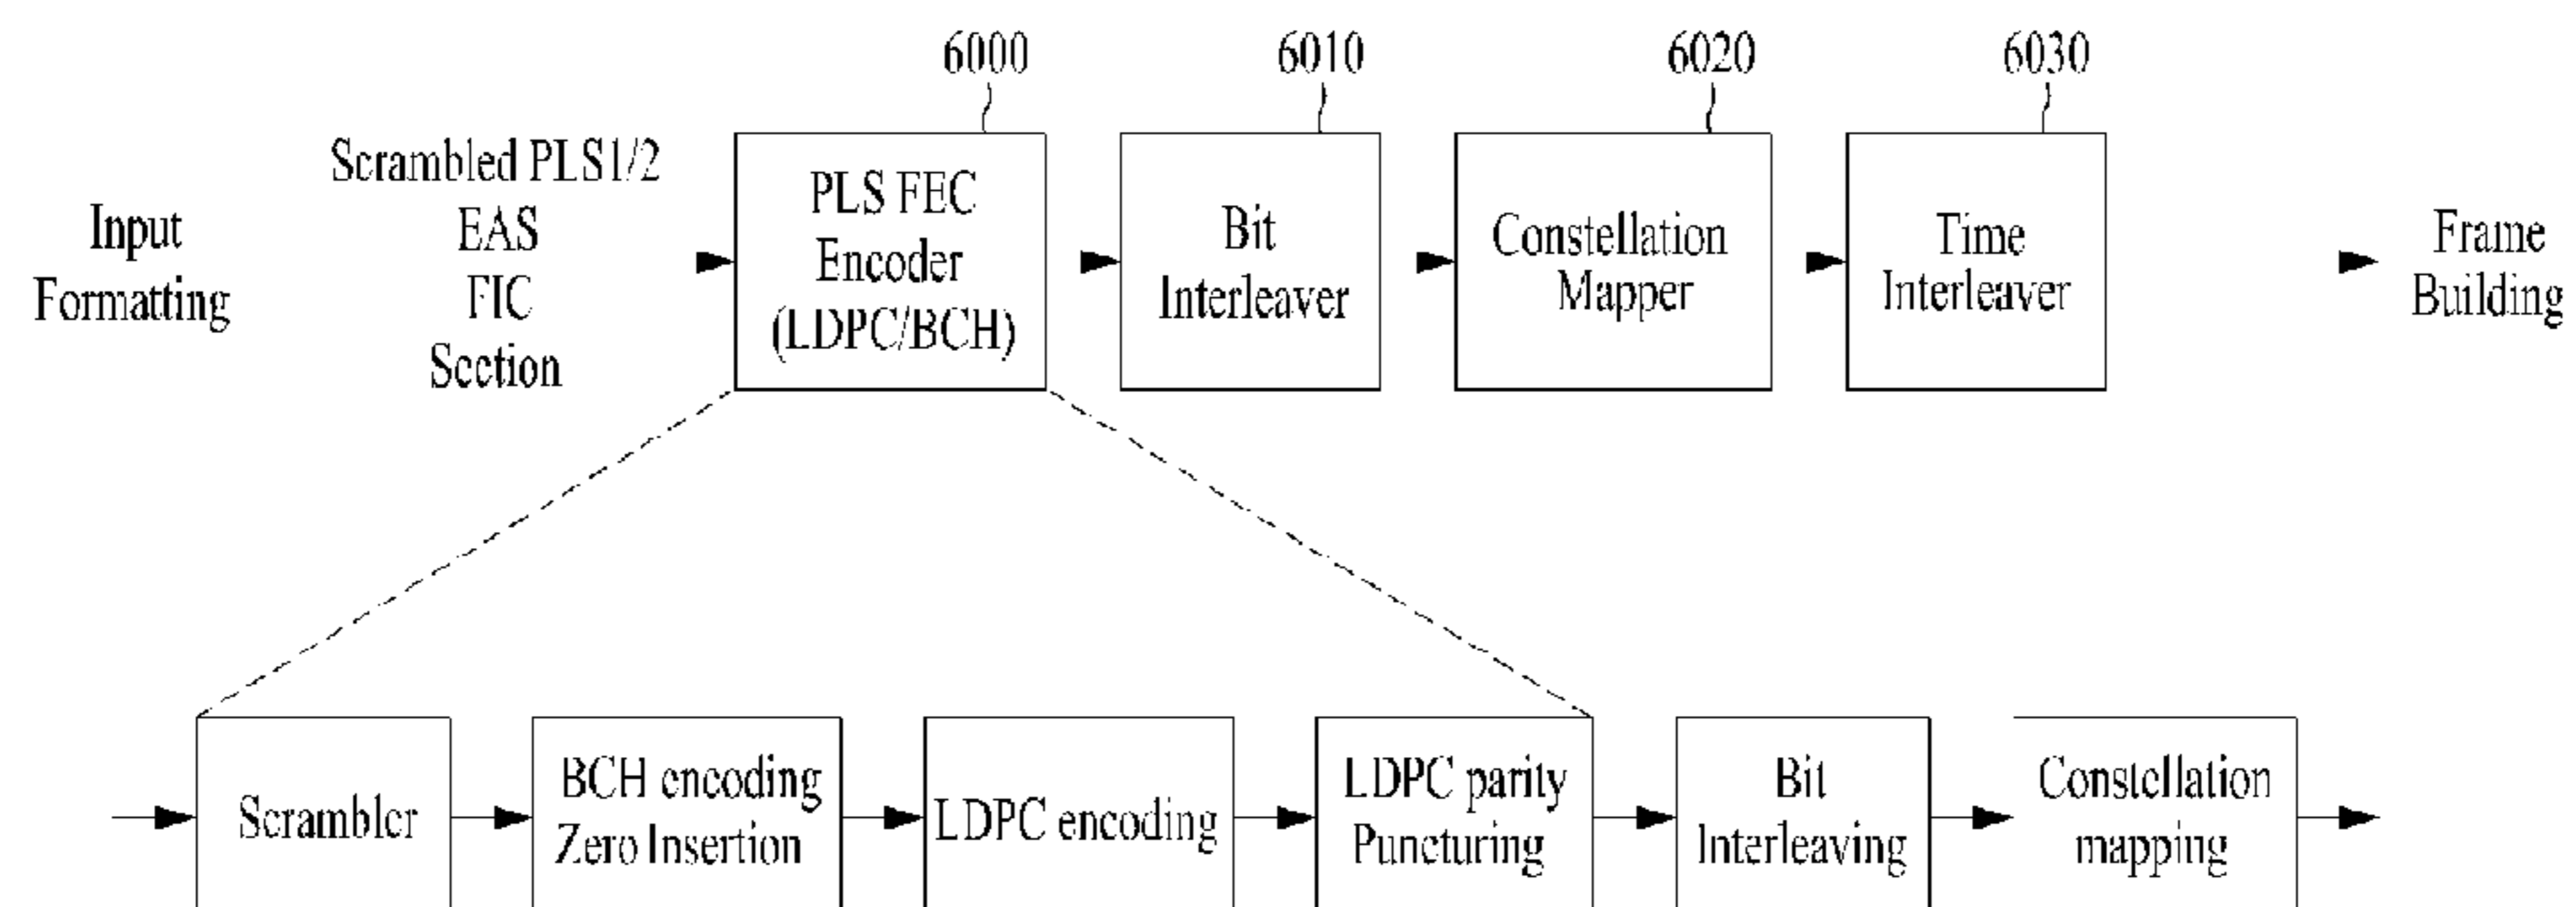 6000
6010
6020
6030
Input
Formatting
Scrambled PLS1/2
EAS
FIC
Section
PLS FEC
Encoder
(LDPC/BCH)
Bit
Interleaver
Constellation
Mapper
Time
Interleaver
Frame
Building
Scrambler
BCH encoding
Zero Insertion
LDPC encoding
LDPC parity
Puncturing
Bit
Interleaving
Constellation
mapping